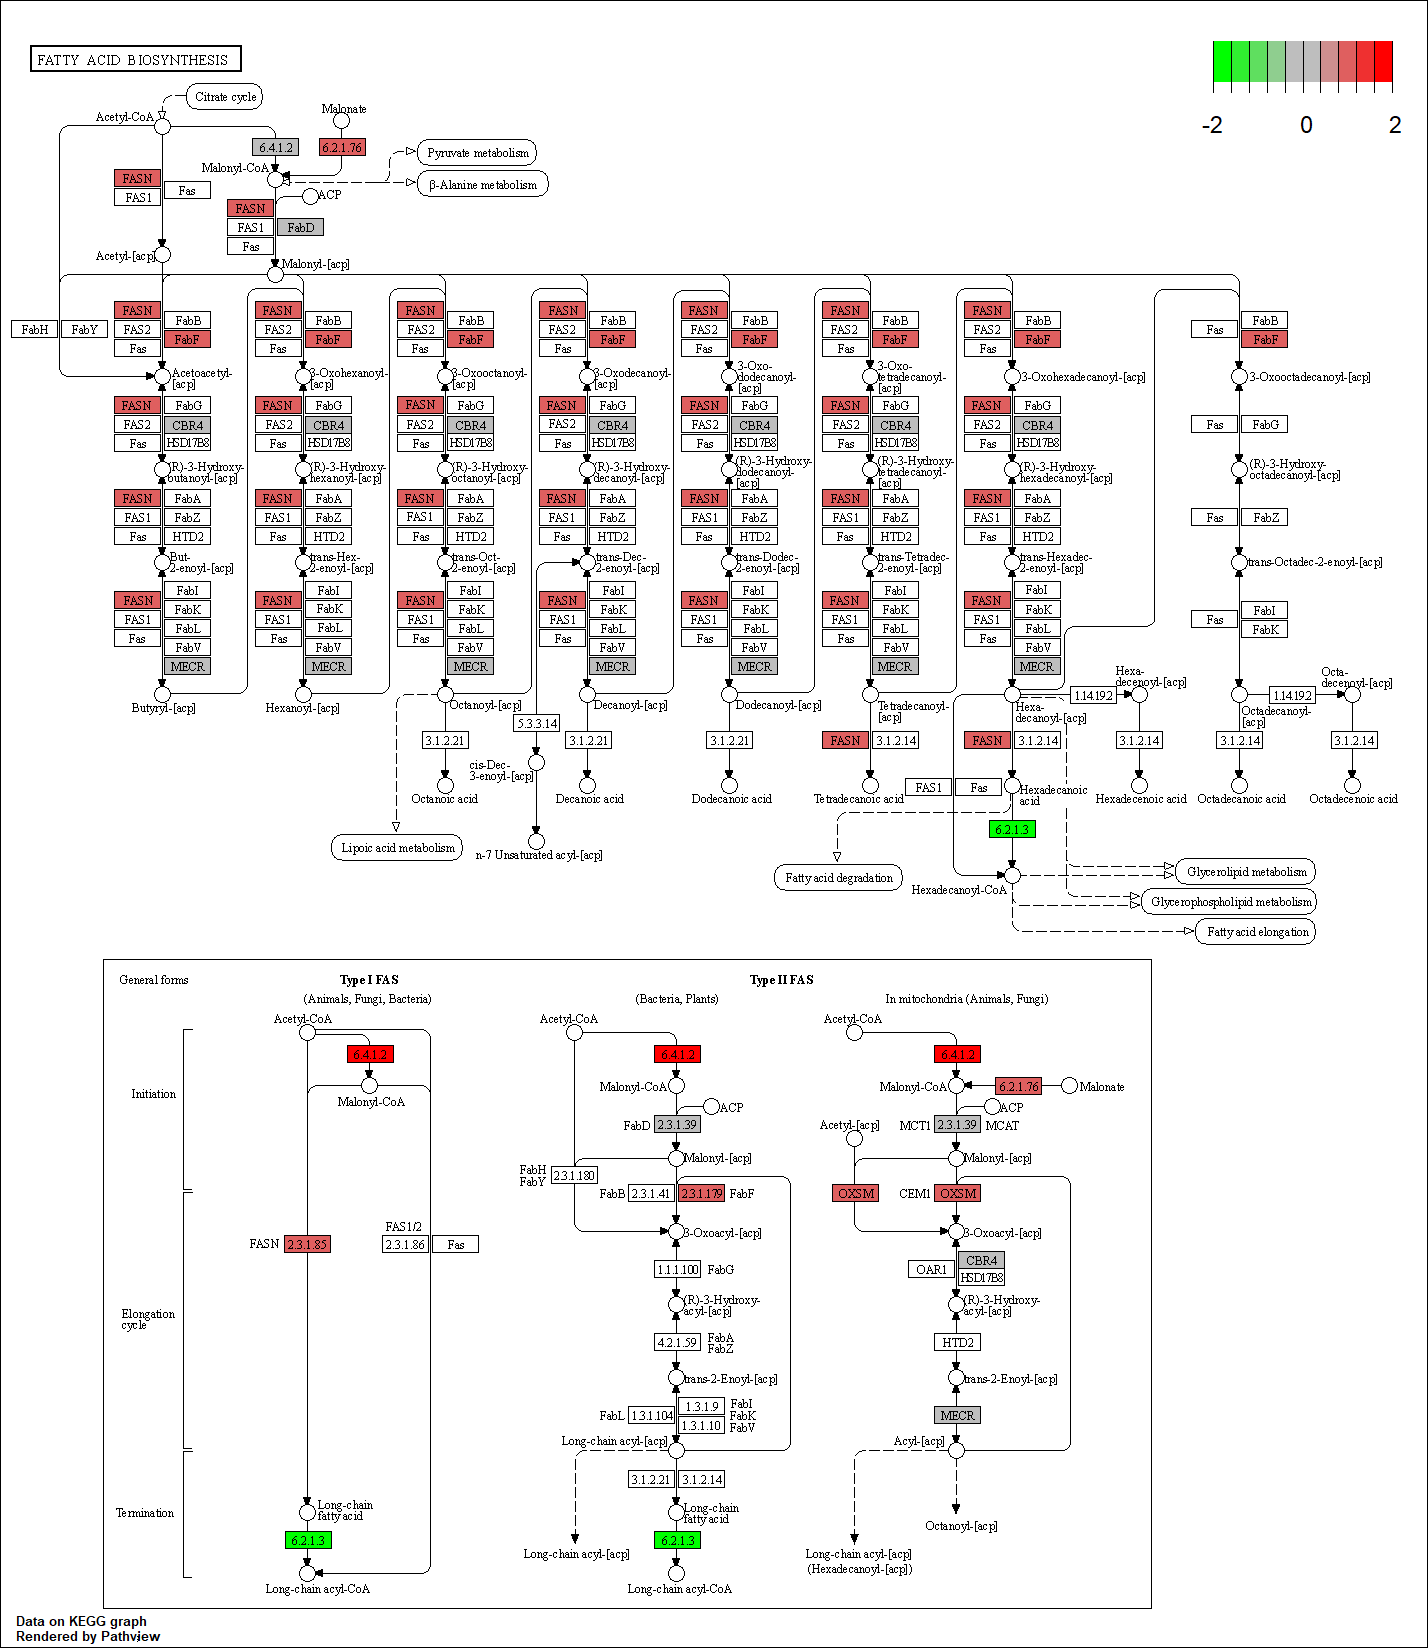 FATTY ACID BIOSYNTHESIS
-2 0 2
Citrate cycle
Acetyl-CoA
Malonate
6.4.1.2
6.2.1.76
Pyruvate metabolism
Malonyl-CoA
β-Alanine metabolism
FASN
FAS1
Fas
ACP
FASN
FAS1
Fas
FabD
Acetyl-[acp]
Malonyl-[acp]
FabH FabY
FASN FASN FASN FASN FASN FASN FASN
FabB FabB FabB FabB FabB FabB FabB FabB
FAS2 FAS2 FAS2 FAS2 FAS2 FAS2 FAS2 Fas
FabF FabF FabF FabF FabF FabF FabF FabF
Fas Fas Fas Fas Fas Fas Fas
Acetoacetyl-
[acp]
3-Oxohexanoyl-
[acp]
3-Oxooctanoyl-
[acp]
3-Oxodecanoyl-
[acp]
3-Oxo-
dodecanoyl-
[acp]
3-Oxo-
tetradecanoyl-
[acp]
3-Oxohexadecanoyl-[acp]
3-Oxooctadecanoyl-[acp]
FASN FASN FASN FASN FASN FASN FASN
FabG FabG FabG FabG FabG FabG FabG
FAS2 FAS2 FAS2 FAS2 FAS2 FAS2 FAS2 Fas FabG
CBR4 CBR4 CBR4 CBR4 CBR4 CBR4 CBR4
Fas Fas Fas Fas Fas Fas Fas
HSD17B8 HSD17B8 HSD17B8 HSD17B8 HSD17B8 HSD17B8 HSD17B8
(R)-3-Hydroxy-
butanoyl-[acp]
(R)-3-Hydroxy-
hexanoyl-[acp]
(R)-3-Hydroxy-
octanoyl-[acp]
(R)-3-Hydroxy-
decanoyl-[acp]
(R)-3-Hydroxy-
dodecanoyl-
[acp]
(R)-3-Hydroxy-
tetradecanoyl-
[acp]
(R)-3-Hydroxy-
hexadecanoyl-[acp]
(R)-3-Hydroxy-
octadecanoyl-[acp]
FASN FASN FASN FASN FASN FASN FASN
FabA FabA FabA FabA FabA FabA FabA
FAS1 FAS1 FAS1 FAS1 FAS1 FAS1 FAS1 Fas
FabZ FabZ FabZ FabZ FabZ FabZ FabZ FabZ
Fas Fas Fas Fas Fas Fas Fas
HTD2 HTD2 HTD2 HTD2 HTD2 HTD2 HTD2
But-
2-enoyl-[acp]
trans-Hex-
2-enoyl-[acp]
trans-Oct-
2-enoyl-[acp]
trans-Dec-
2-enoyl-[acp]
trans-Dodec-
2-enoyl-[acp]
trans-Tetradec-
2-enoyl-[acp]
trans-Hexadec-
2-enoyl-[acp]
trans-Octadec-2-enoyl-[acp]
FabI FabI FabI FabI FabI FabI FabI
FASN FASN FASN FASN FASN FASN
FabK FabK FabK FabK FabK FabK FabK
FAS1 FAS1 FAS1 FAS1 FAS1 FAS1 FAS1 Fas FabI
FabL FabL FabL FabL FabL FabL FabL FabK
Fas Fas Fas Fas Fas Fas Fas
FabV FabV FabV FabV FabV FabV FabV
MECR MECR MECR MECR MECR MECR MECR
Butyryl-[acp]
Hexanoyl-[acp]
Octanoyl-[acp]
Decanoyl-[acp]
Dodecanoyl-[acp]
Tetradecanoyl-
[acp]
Hexa-
decanoyl-[acp]
1.14.19.2
Hexa-
decenoyl-[acp]
Octadecanoyl-
[acp]
1.14.19.2
Octa-
decenoyl-[acp]
5.3.3.14
3.1.2.21 3.1.2.21 3.1.2.21 FASN 3.1.2.14 FASN 3.1.2.14 3.1.2.14 3.1.2.14 3.1.2.14
cis-Dec-
3-enoyl-[acp]
FAS1 Fas
Hexadecanoic
acid
Octanoic acid
Decanoic acid
Dodecanoic acid
Tetradecanoic acid
Hexadecenoic acid
Octadecanoic acid
Octadecenoic acid
6.2.1.3
Lipoic acid metabolism
n-7 Unsaturated acyl-[acp]
Fatty acid degradation
Hexadecanoyl-CoA
Glycerolipid metabolism
Glycerophospholipid metabolism
Fatty acid elongation
General forms
Type I FAS
Type II FAS
(Animals, Fungi, Bacteria)
(Bacteria, Plants)
In mitochondria (Animals, Fungi)
Initiation
Elongation
cycle
Termination
Acetyl-CoA
6.4.1.2
Malonyl-CoA
FASN 2.3.1.85
FAS1/2
2.3.1.86 Fas
Long-chain
fatty acid
6.2.1.3
Long-chain acyl-CoA
Acetyl-CoA
6.4.1.2
Malonyl-CoA
ACP
FabD 2.3.1.39
Malonyl-[acp]
FabH
FabY
2.3.1.180
FabB 2.3.1.41 2.3.1.179 FabF
3-Oxoacyl-[acp]
1.1.1.100 FabG
(R)-3-Hydroxy-
acyl-[acp]
4.2.1.59
FabA
FabZ
trans-2-Enoyl-[acp]
FabL 1.3.1.104
1.3.1.9
1.3.1.10
FabI
FabK
FabV
Long-chain acyl-[acp]
3.1.2.21 3.1.2.14
Long-chain
fatty acid
6.2.1.3
Long-chain acyl-[acp]
Long-chain acyl-CoA
Acetyl-CoA
6.4.1.2
Malonyl-CoA
6.2.1.76
Malonate
ACP
Acetyl-[acp]
MCT1 2.3.1.39 MCAT
Malonyl-[acp]
OXSM
CEM1 OXSM
3-Oxoacyl-[acp]
OAR1
CBR4
HSD17B8
(R)-3-Hydroxy-
acyl-[acp]
HTD2
trans-2-Enoyl-[acp]
MECR
Acyl-[acp]
Octanoyl-[acp]
Long-chain acyl-[acp]
(Hexadecanoyl-[acp])
Data on KEGG graph
Rendered by Pathview